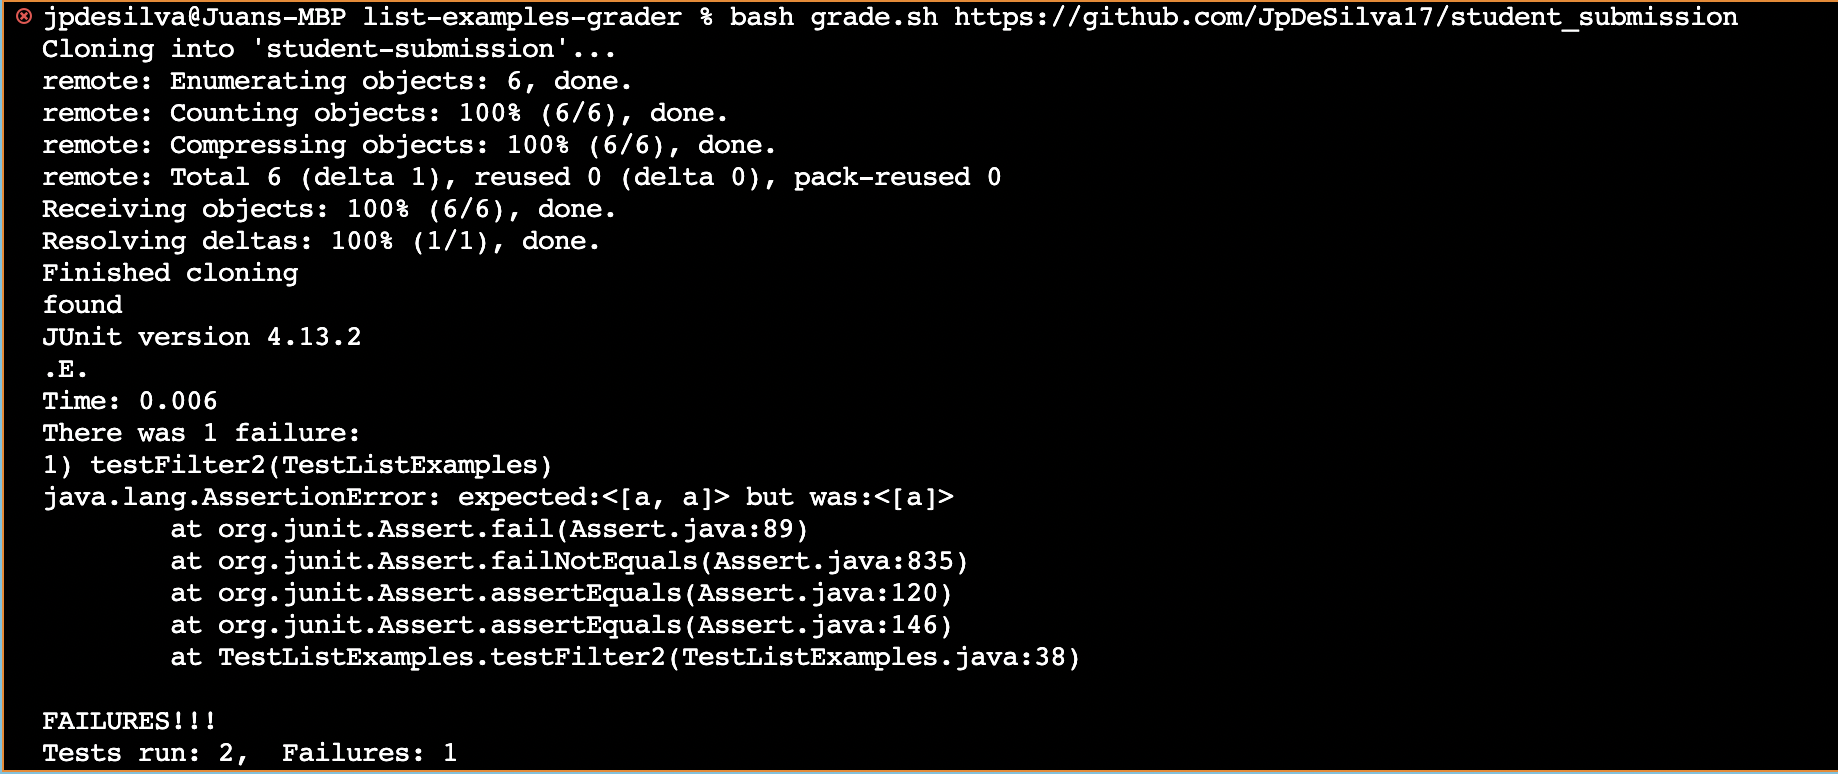 jpdesilva@Juans-MBP list-examples-grader % bash grade.sh https://github.com/JpDeSilva17/student_submission
Cloning into 'student-submission'...
remote: Enumerating objects: 6, done.
remote: Counting objects: 100% (6/6), done.
remote: Compressing objects: 100% (6/6), done.
remote: Total 6 (delta 1), reused 0 (delta 0), pack-reused 0
Receiving objects: 100% (6/6), done.
Resolving deltas: 100% (1/1), done.
Finished cloning
found
JUnit version 4.13.2
.E.
Time: 0.006
There was 1 failure:
1) testFilter2(TestListExamples)
java.lang.AssertionError: expected:<[a, a]> but was:<[a]>
        at org.junit.Assert.fail(Assert.java:89)
        at org.junit.Assert.failNotEquals(Assert.java:835)
        at org.junit.Assert.assertEquals(Assert.java:120)
        at org.junit.Assert.assertEquals(Assert.java:146)
        at TestListExamples.testFilter2(TestListExamples.java:38)

FAILURES!!!
Tests run: 2,  Failures: 1